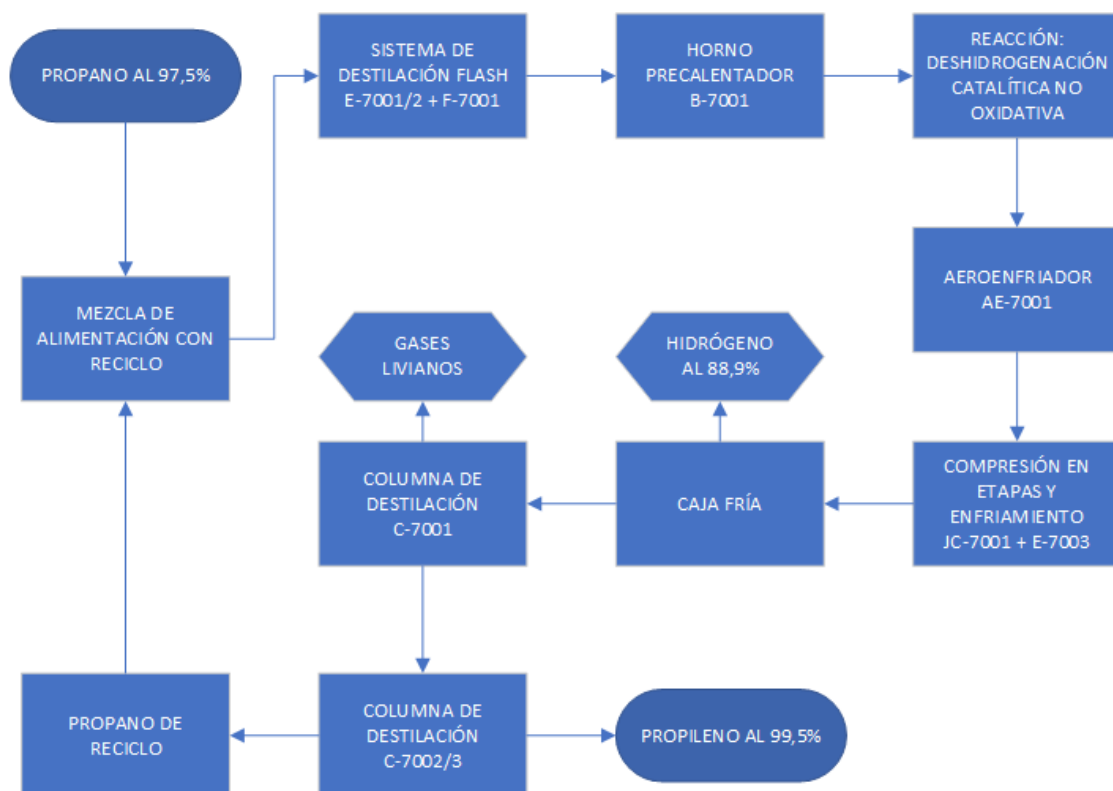 PROPANO AL 97,5%
SISTEMA DE
DESTILACIÓN FLASH
E-7001/2 + F-7001
HORNO
PRECALENTADOR
B-7001
REACCIÓN:
DESHIDROGENACIÓN
CATALÍTICA NO
OXIDATIVA
AEROENFRIADOR
AE-7001
MEZCLA DE
ALIMENTACIÓN CON
RECICLO
GASES
LIVIANOS
HIDRÓGENO
AL 88,9%
COLUMNA DE
DESTILACIÓN
C-7001
CAJA FRÍA
COMPRESIÓN EN
ETAPAS Y
ENFRIAMIENTO
JC-7001 + E-7003
PROPANO DE
RECICLO
COLUMNA DE
DESTILACIÓN
C-7002/3
PROPILENO AL 99,5%